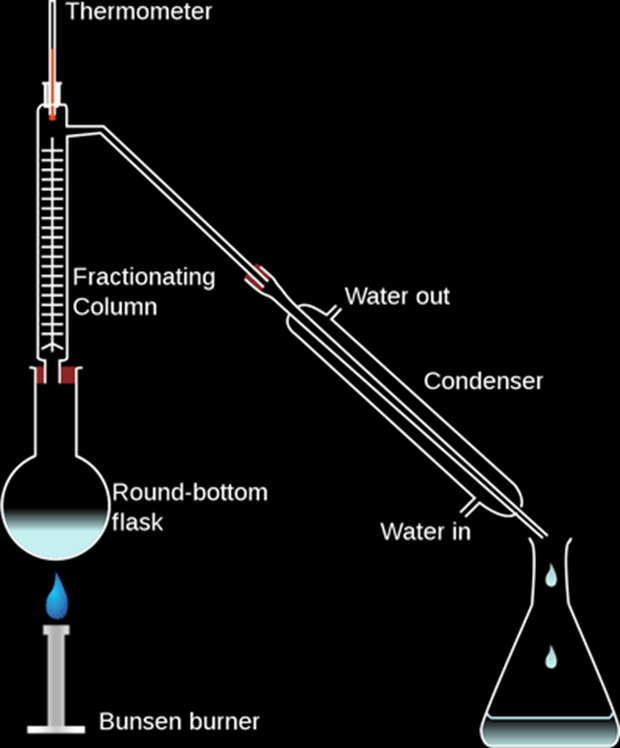 Thermometer
Fractionating
Column
Water out
Condenser
Round-bottom
flask
Water in
Bunsen burner